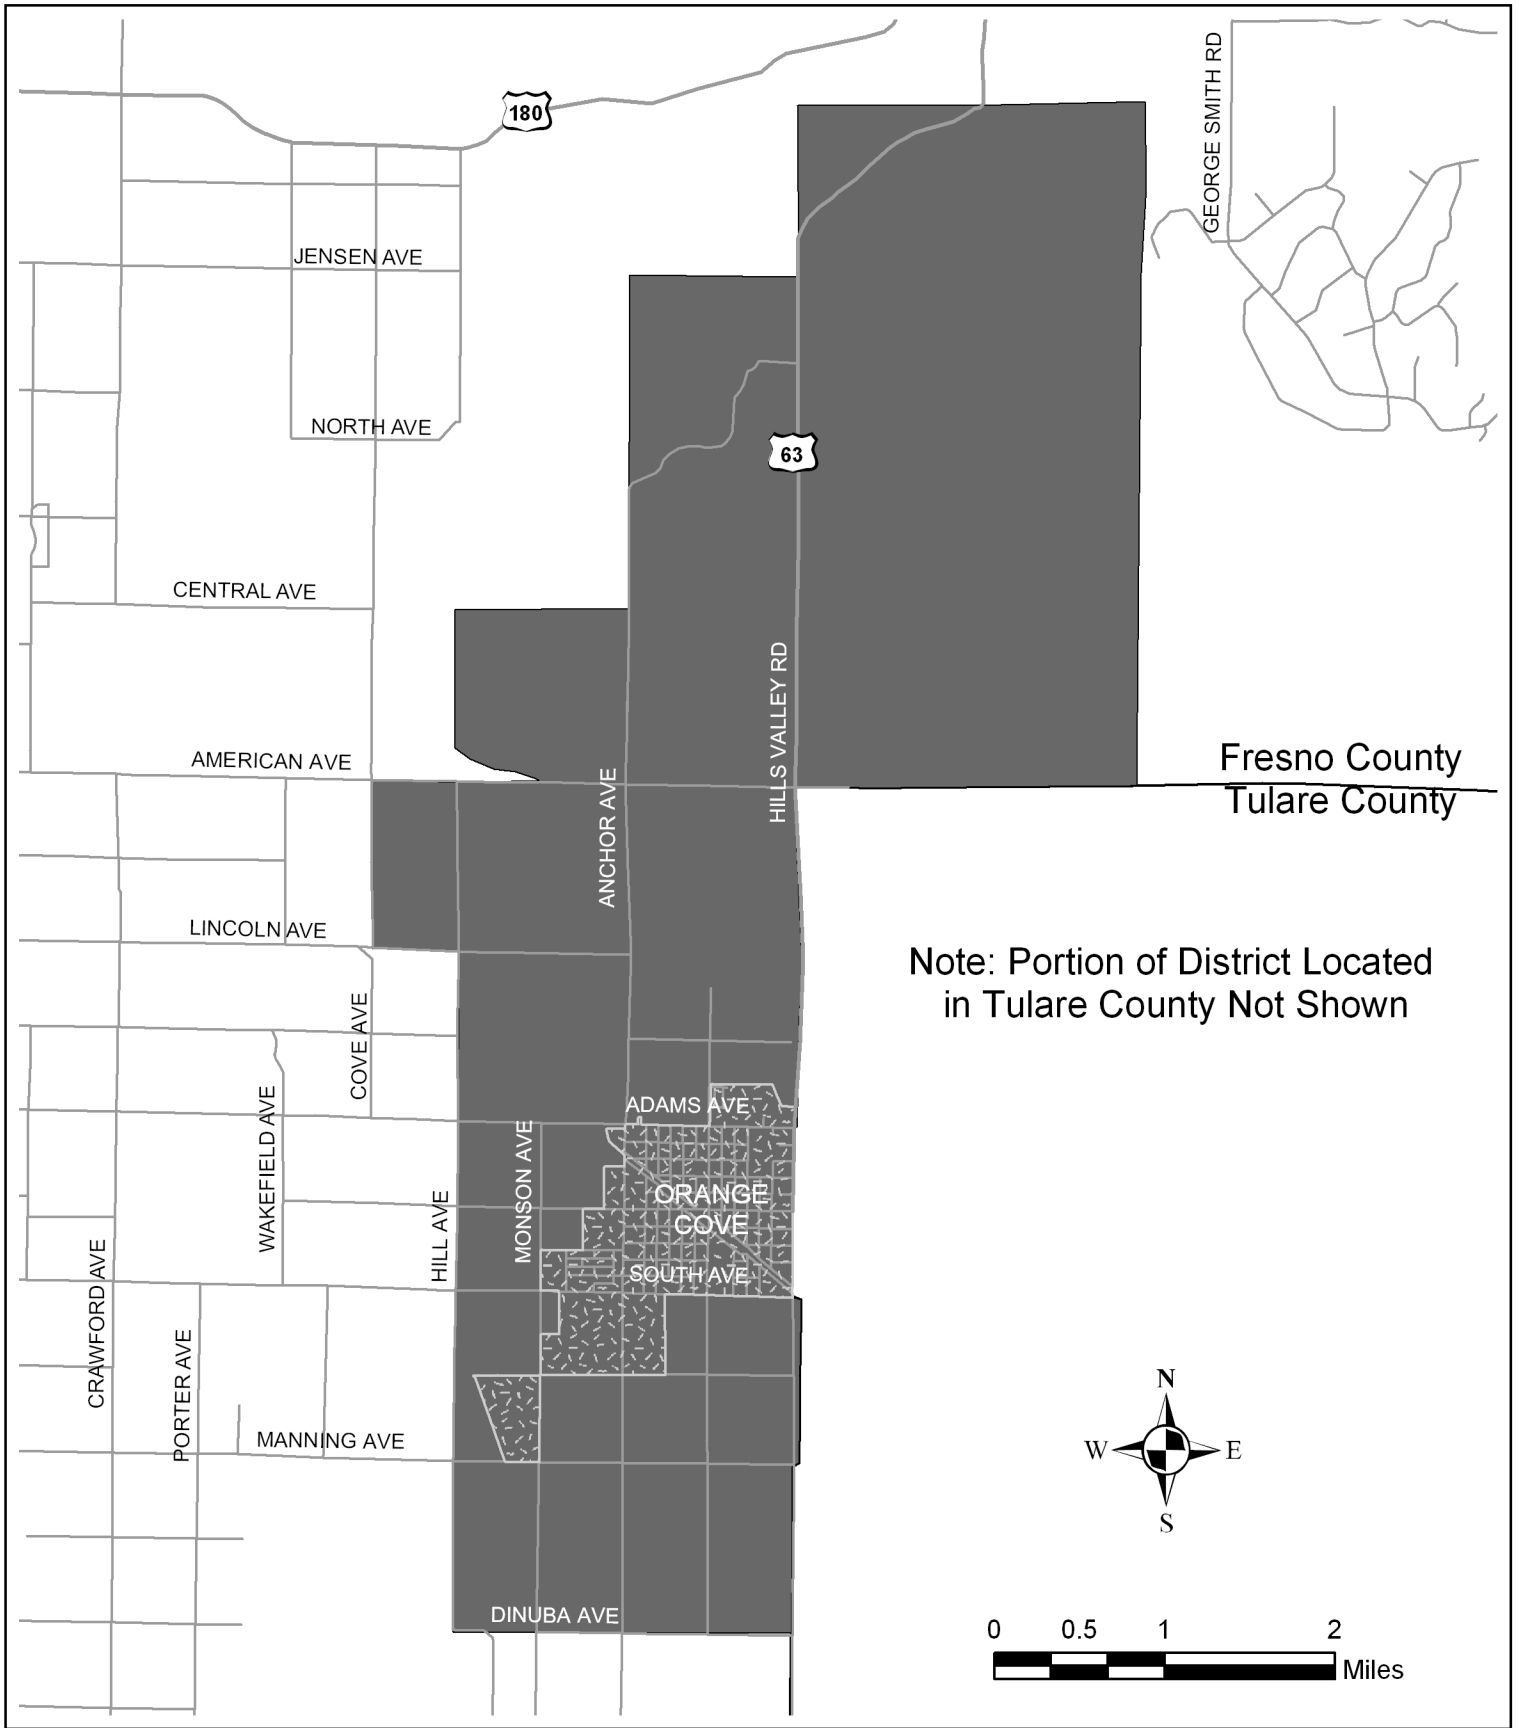 180
GEORGE SMITH RD
JENSEN AVE
NORTH AVE
63
CENTRAL AVE
HILLS VALLEY RD
AMERICAN AVE
ANCHOR AVE
Fresno County
Tulare County
LINCOLN AVE
Note: Portion of District Located
in Tulare County Not Shown
COVE AVE
WAKEFIELD AVE
ADAMS AVE
MONSON AVE
HILL AVE
ORANGE
COVE
SOUTH AVE
CRAWFORD AVE
PORTER AVE
MANNING AVE
N
W
E
S
DINUBA AVE
0 0.5 1 2
Miles